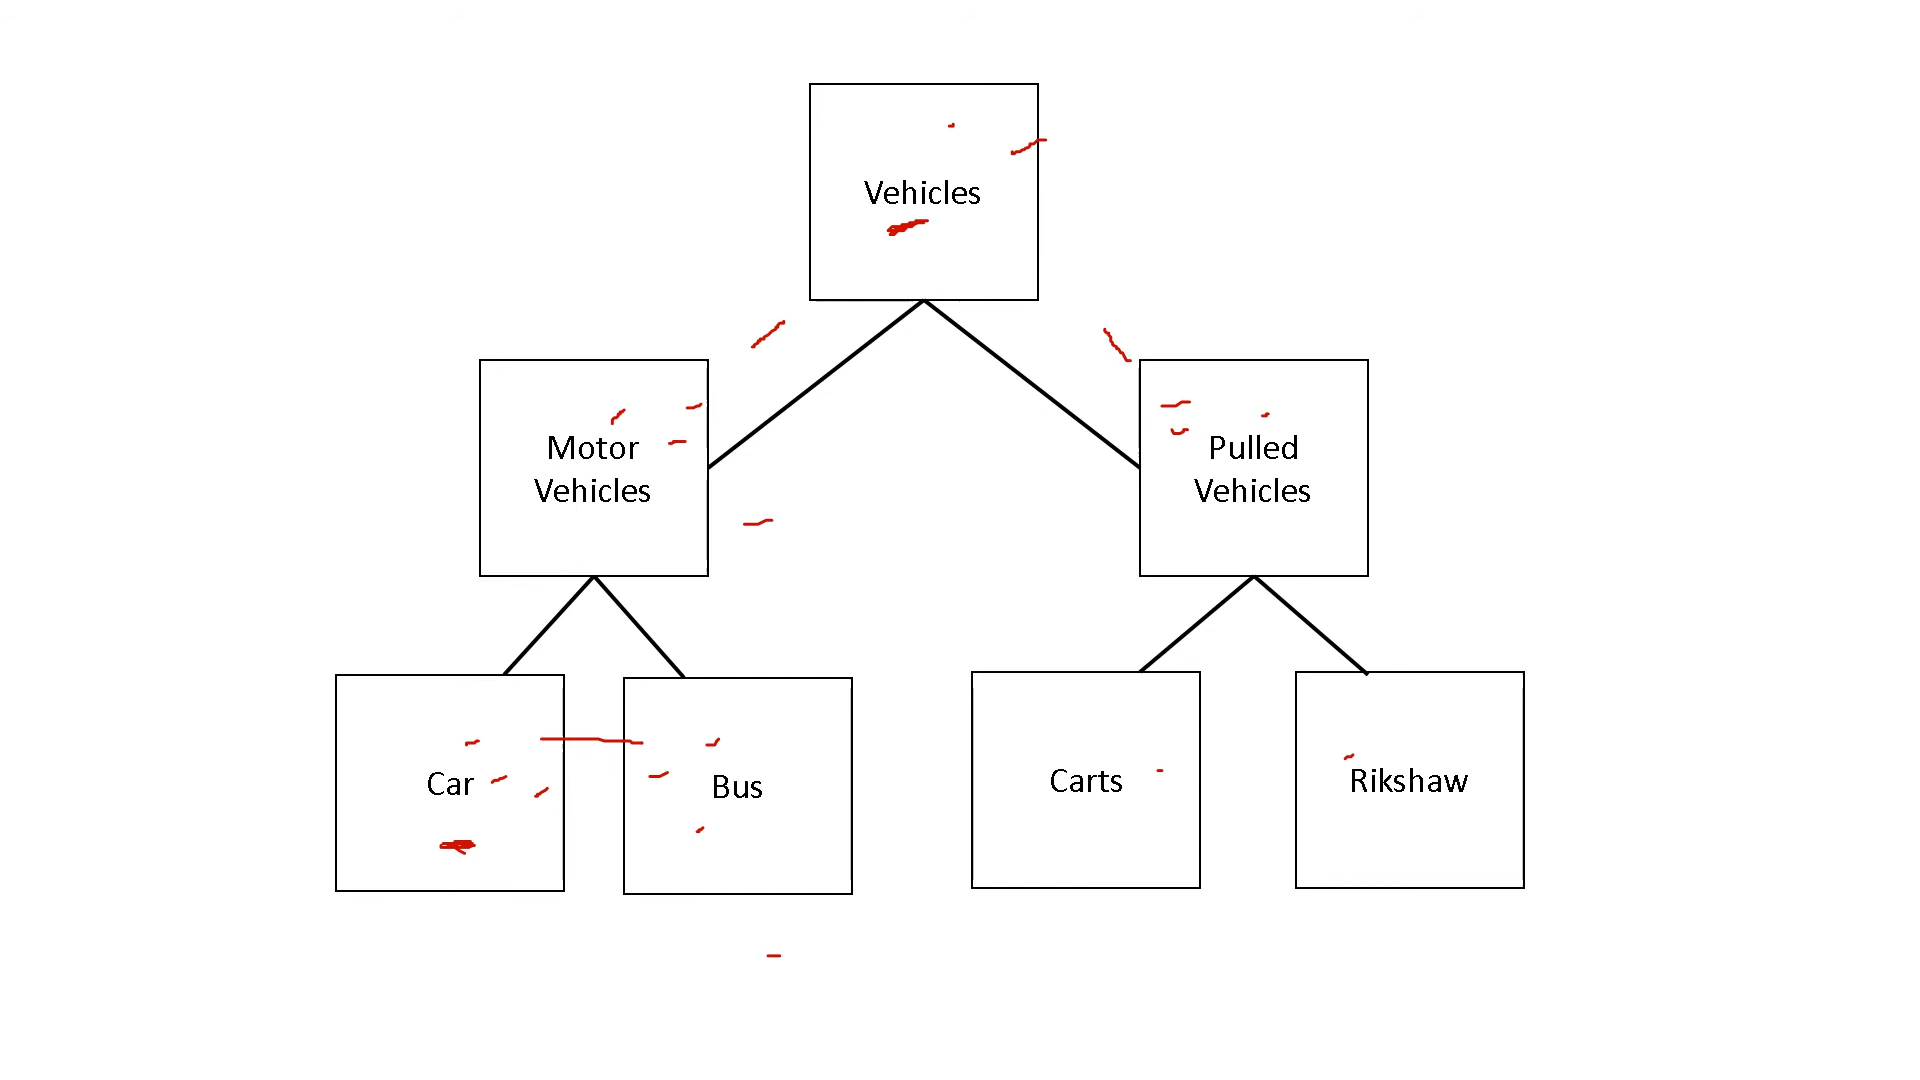 Vehicles
Motor
Vehicles
Pulled
Vehicles
Car
Bus
Carts
Rikshaw